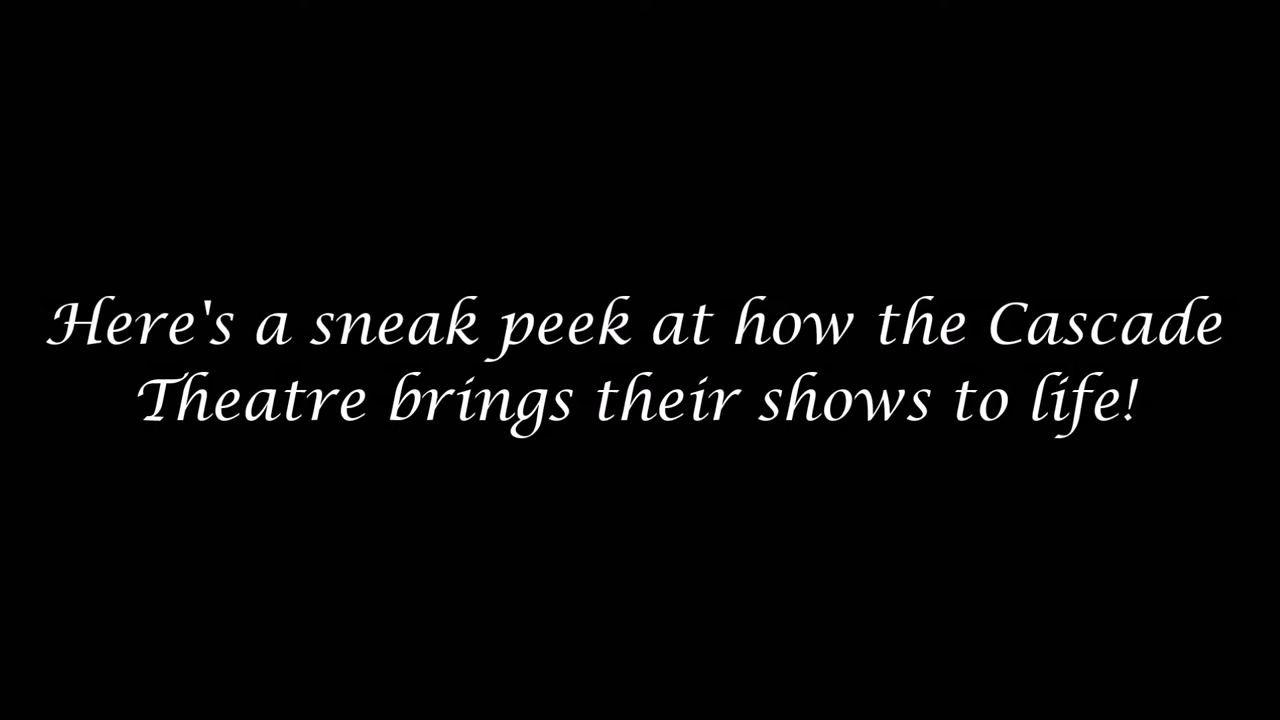 Here's a sneak peek at how the Cascade
Theatre brings their shows to life!